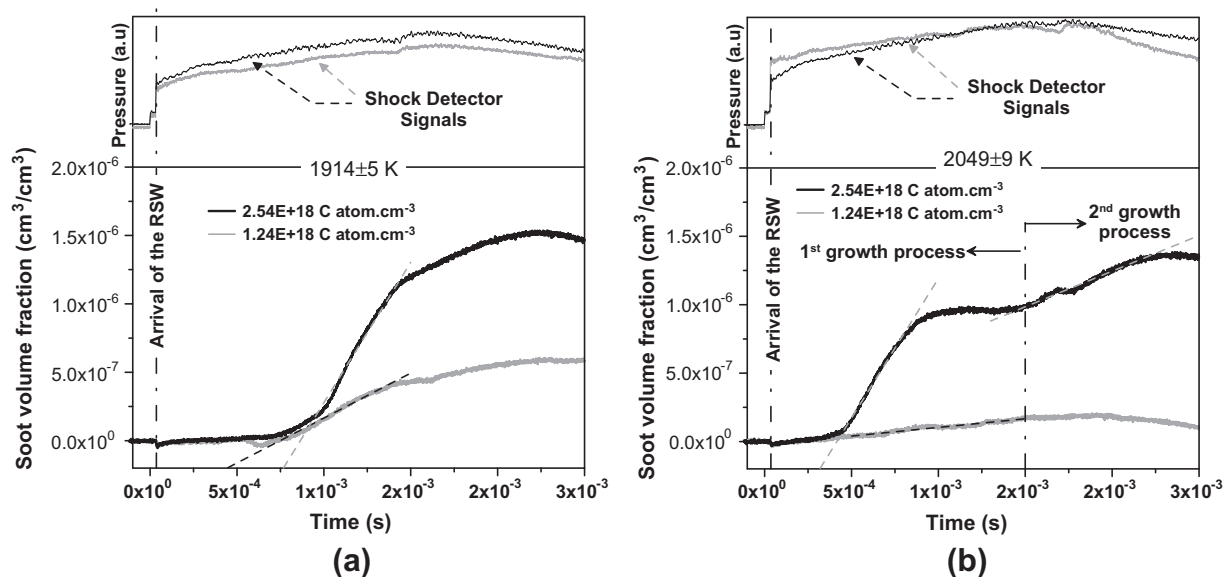 Pressure (a.u)
Shock Detector
Signals
1914±5 K
2.0x10⁻⁶
1.5x10⁻⁶
1.0x10⁻⁶
5.0x10⁻⁷
0.0x10⁰
Soot volume fraction (cm³/cm³)
Arrival of the RSW
2.54E+18 C atom.cm⁻³
1.24E+18 C atom.cm⁻³
0x10⁰ 5x10⁻⁴ 1x10⁻³ 2x10⁻³ 2x10⁻³ 3x10⁻³
Time (s)
(a)
Pressure (a.u)
Shock Detector
Signals
2049±9 K
2.0x10⁻⁶
1.5x10⁻⁶
1.0x10⁻⁶
5.0x10⁻⁷
0.0x10⁰
Soot volume fraction (cm³/cm³)
Arrival of the RSW
2.54E+18 C atom.cm⁻³
1.24E+18 C atom.cm⁻³
1ˢᵗ growth process
2ⁿᵈ growth
process
0x10⁰ 5x10⁻⁴ 1x10⁻³ 2x10⁻³ 2x10⁻³ 3x10⁻³
Time (s)
(b)